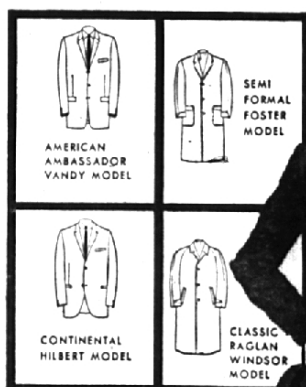 AMERICAN
AMBASSADOR
VANDY MODEL
SEMI
FORMAL
FOSTER
MODEL
CONTINENTAL
HILBERT MODEL
CLASSIC
RAGLAN
WINDSOR
MODEL